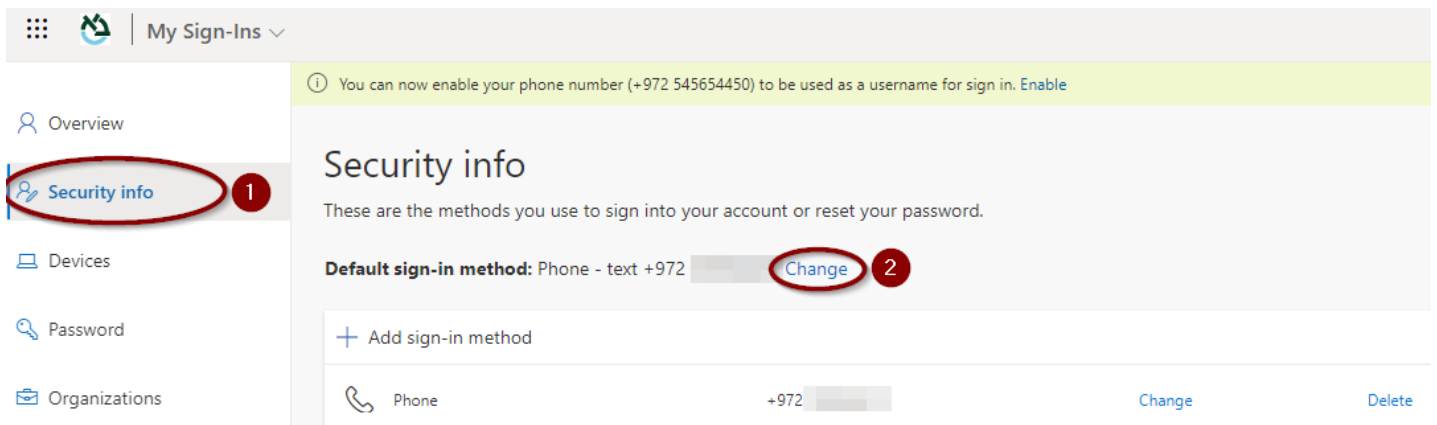 My Sign-Ins
You can now enable your phone number (+972 545654450) to be used as a username for sign in. Enable
Overview
Security info
1
Devices
Password
Organizations
Security info
These are the methods you use to sign into your account or reset your password.
Default sign-in method: Phone - text +972 Change
2
Add sign-in method
Phone +972 Change Delete